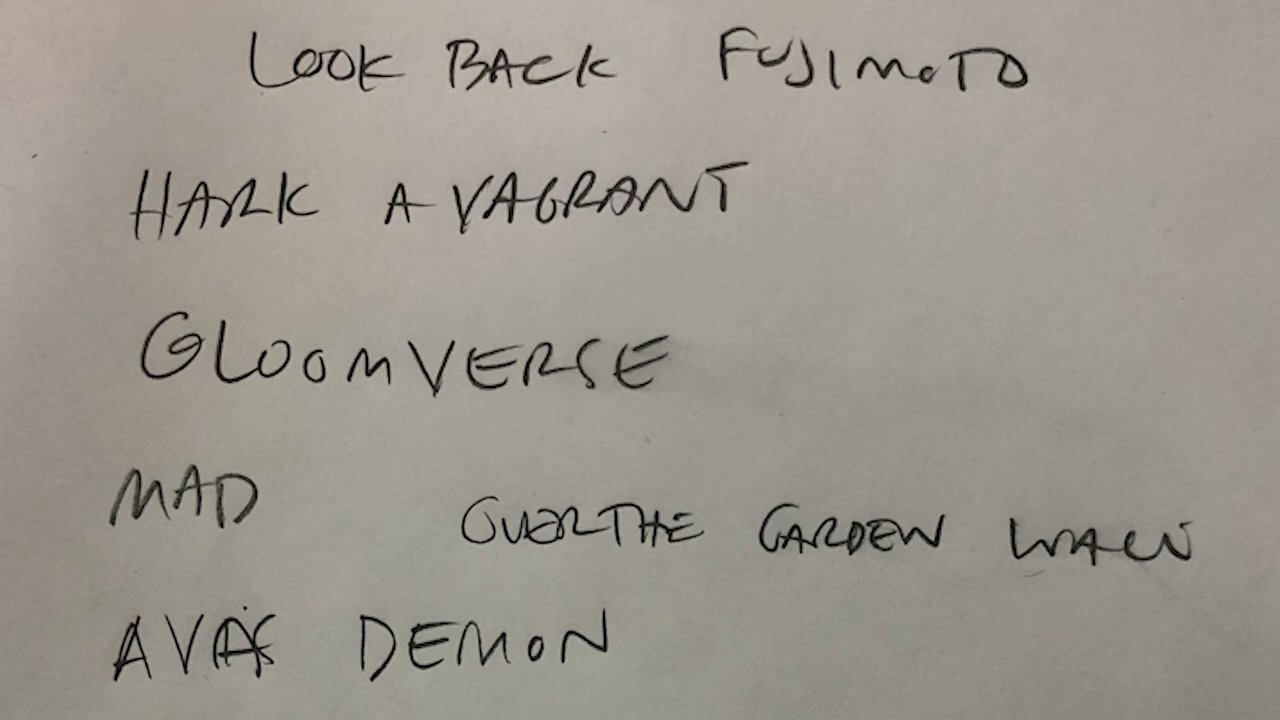 LOOK BACK FUJIMOTO
HARK A VAGRANT
GLOOMVERSE
MAD
OVER THE GARDEN WALL
AVA'S DEMON